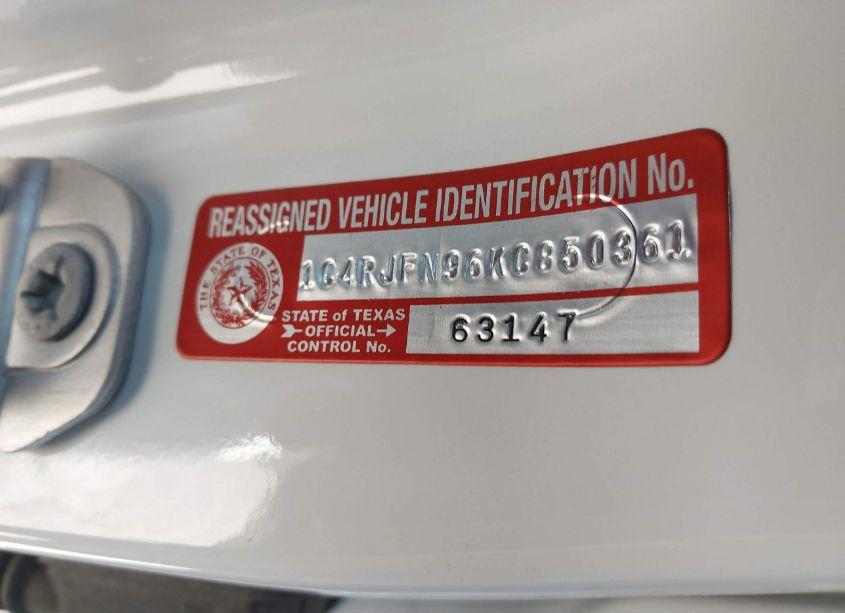 REASSIGNED VEHICLE IDENTIFICATION No.
THE STATE OF TEXAS
1C4RJFN96KC850361
STATE of TEXAS
OFFICIAL
CONTROL No.
63147